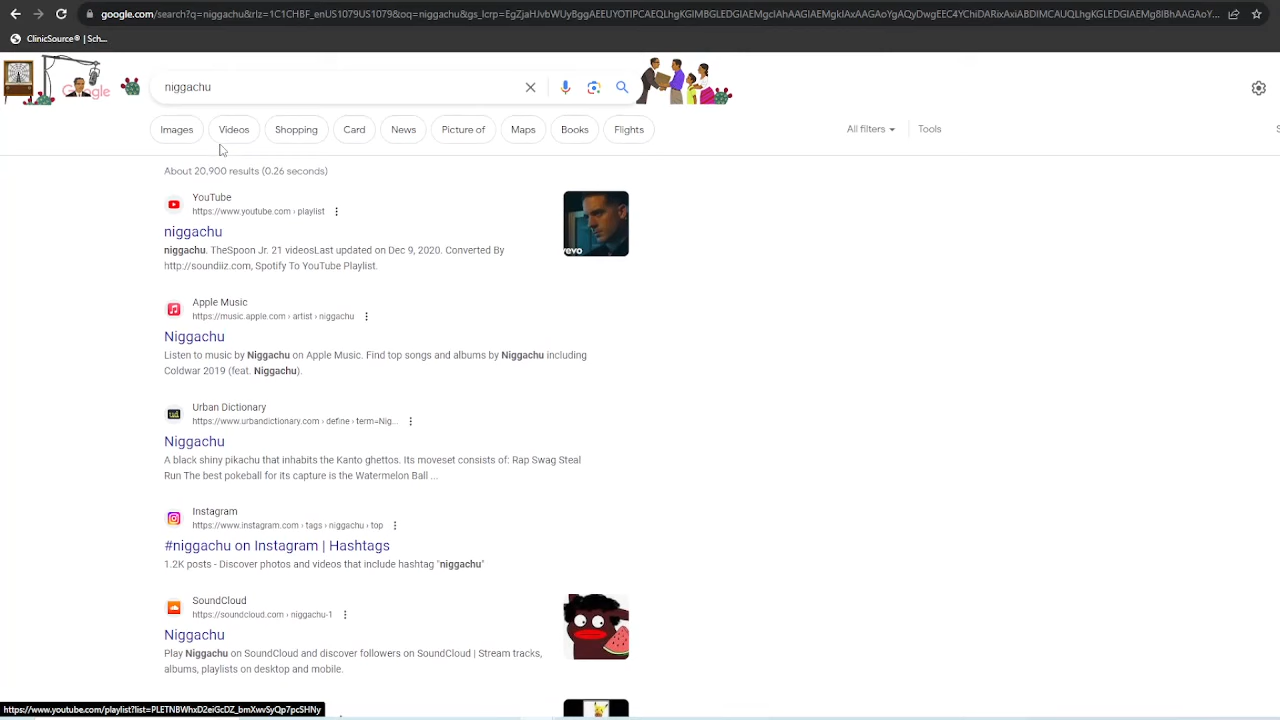 google.com/search?q=niggachu&rlz=1C1CHBF_enUS1079US1079&oq=niggachu&gs_lcrp=
ClinicSource® | Sch...
Google
niggachu
Images Videos Shopping Card News Picture of Maps Books Flights All filters Tools
About 20,900 results (0.26 seconds)
YouTube
https://www.youtube.com › playlist
niggachu
niggachu. TheSpoon Jr. 21 videosLast updated on Dec 9, 2020. Converted By
http://soundiiz.com, Spotify To YouTube Playlist.
vevo
Apple Music
https://music.apple.com › artist › niggachu
Niggachu
Listen to music by Niggachu on Apple Music. Find top songs and albums by Niggachu including
Coldwar 2019 (feat. Niggachu).
Urban Dictionary
https://www.urbandictionary.com › define › term=Nig...
Niggachu
A black shiny pikachu that inhabits the Kanto ghettos. Its moveset consists of: Rap Swag Steal
Run The best pokeball for its capture is the Watermelon Ball ...
Instagram
https://www.instagram.com › tags › niggachu › top
#niggachu on Instagram | Hashtags
1.2K posts - Discover photos and videos that include hashtag "niggachu"
SoundCloud
https://soundcloud.com › niggachu-1
Niggachu
Play Niggachu on SoundCloud and discover followers on SoundCloud | Stream tracks,
albums, playlists on desktop and mobile.